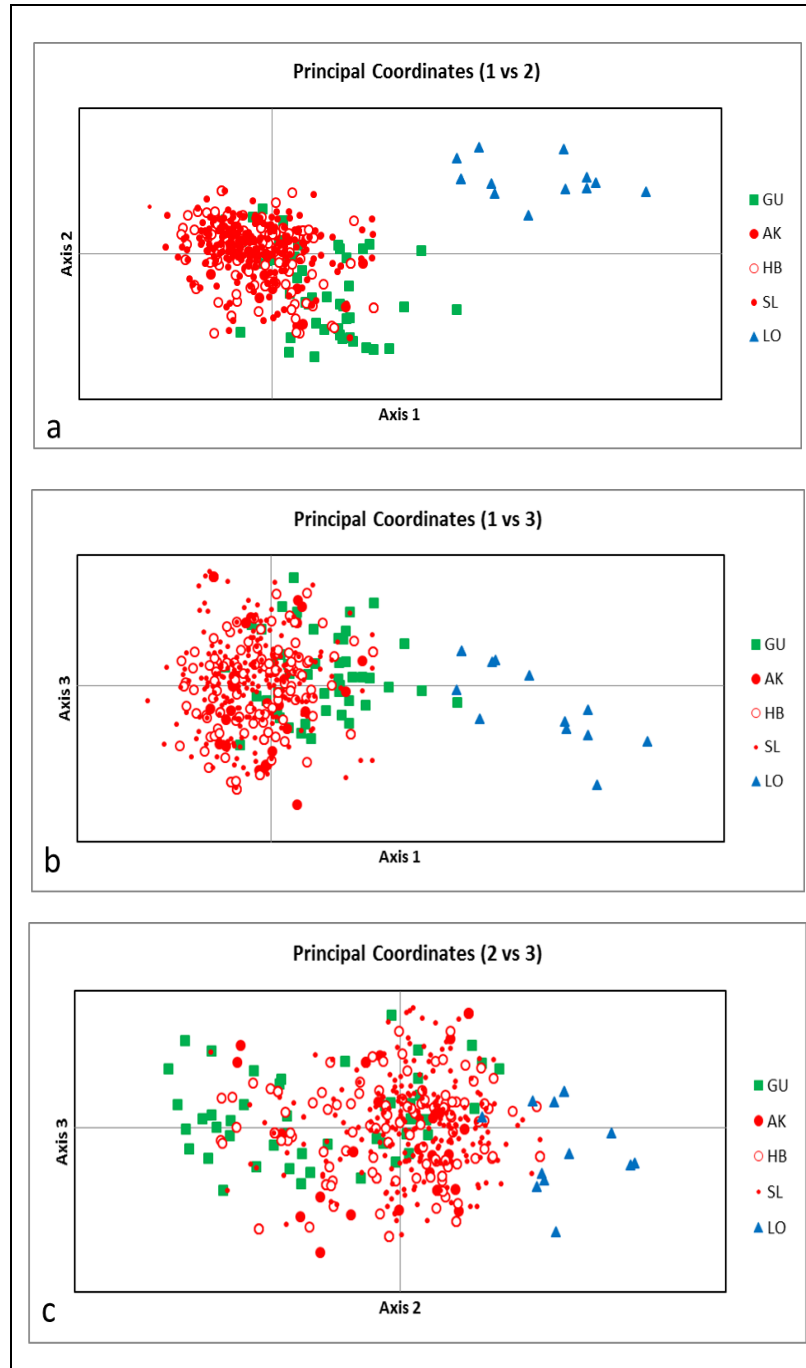 Principal Coordinates (1 vs 2)
Axis 2
GU
AK
HB
SL
LO
Axis 1
a
Principal Coordinates (1 vs 3)
Axis 3
GU
AK
HB
SL
LO
Axis 1
b
Principal Coordinates (2 vs 3)
Axis 3
GU
AK
HB
SL
LO
Axis 2
c